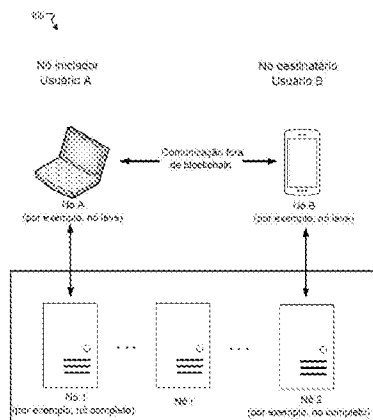 Nó iniciador
Usuário A
Nó destinatário
Usuário B
Comunicação fora
de blockchain
Nó A
(por exemplo, nó leve)
Nó B
(por exemplo, nó leve)
Nó 1
(por exemplo, nó completo)
Nó
Nó 2
(por exemplo, nó completo)